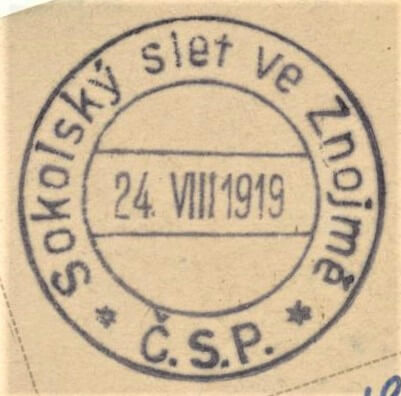 Sokolský slet ve Znojmě
24. VIII 1919
* Č.S.P. *